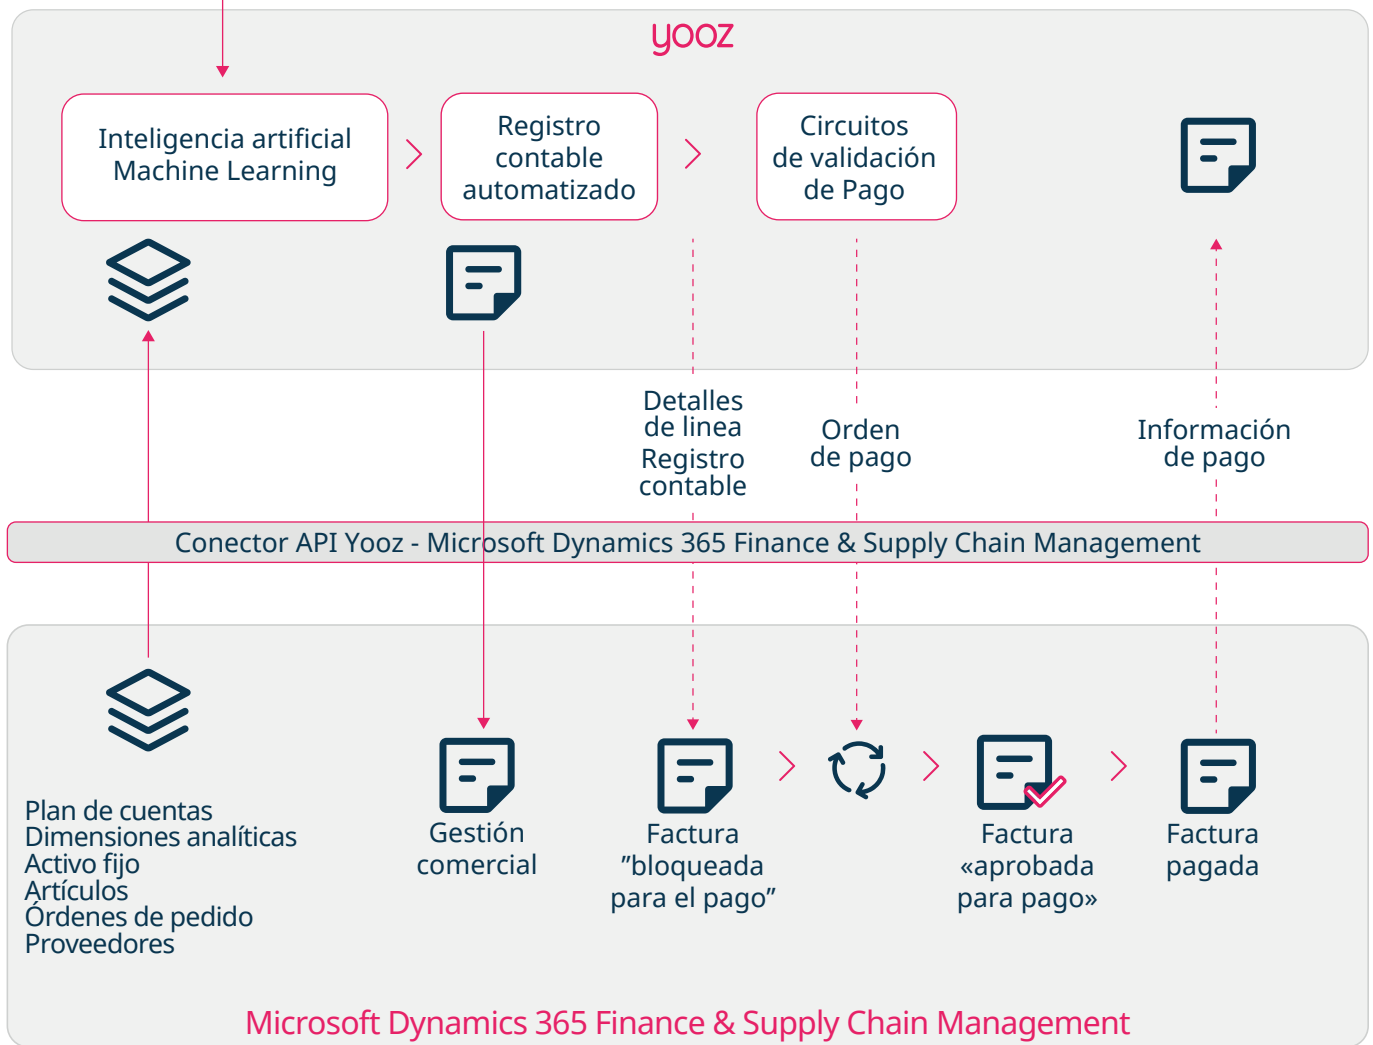 yooz
Inteligencia artificial
Machine Learning
Registro
contable
automatizado
Circuitos
de validación
de Pago
Detalles
de linea
Registro
contable
Orden
de pago
Información
de pago
Conector API Yooz - Microsoft Dynamics 365 Finance & Supply Chain Management
Plan de cuentas
Dimensiones analíticas
Activo fijo
Artículos
Órdenes de pedido
Proveedores
Gestión
comercial
Factura
”bloqueada
para el pago”
Factura
«aprobada
para pago»
Factura
pagada
Microsoft Dynamics 365 Finance & Supply Chain Management